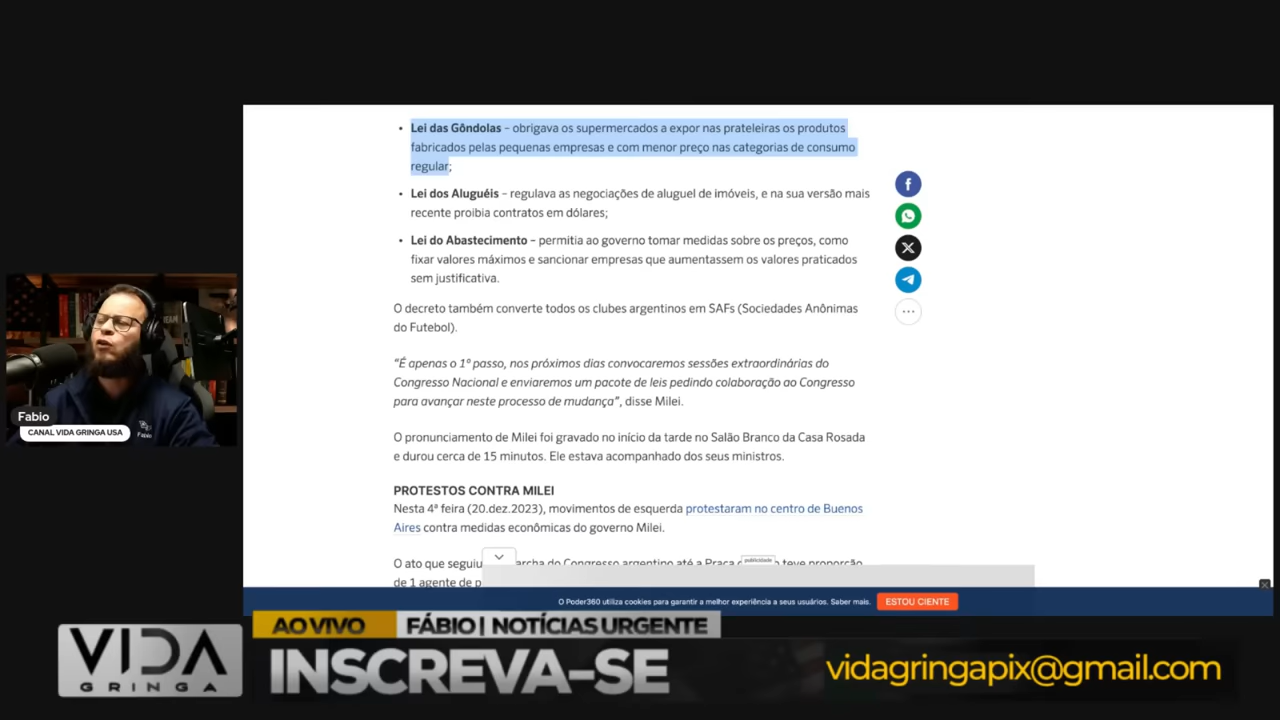 • Lei das Gôndolas – obrigava os supermercados a expor nas prateleiras os produtos
fabricados pelas pequenas empresas e com menor preço nas categorias de consumo
regular;
• Lei dos Aluguéis – regulava as negociações de aluguel de imóveis, e na sua versão mais
recente proibia contratos em dólares;
• Lei do Abastecimento – permitia ao governo tomar medidas sobre os preços, como
fixar valores máximos e sancionar empresas que aumentassem os valores praticados
sem justificativa.
O decreto também converte todos os clubes argentinos em SAFs (Sociedades Anônimas
do Futebol).
“É apenas o 1º passo, nos próximos dias convocaremos sessões extraordinárias do
Congresso Nacional e enviaremos um pacote de leis pedindo colaboração ao Congresso
para avançar neste processo de mudança”, disse Milei.
O pronunciamento de Milei foi gravado no início da tarde no Salão Branco da Casa Rosada
e durou cerca de 15 minutos. Ele estava acompanhado dos seus ministros.
PROTESTOS CONTRA MILEI
Nesta 4ª feira (20.dez.2023), movimentos de esquerda protestaram no centro de Buenos
Aires contra medidas econômicas do governo Milei.
O ato que seguiu archa do Congresso argentino até a Praça teve proporção
de 1 agente de p
publicidade
O Poder360 utiliza cookies para garantir a melhor experiência a seus usuários. Saber mais.
ESTOU CIENTE
Fabio
CANAL VIDA GRINGA USA
Fabio
AO VIVO
FÁBIO | NOTÍCIAS URGENTE
VIDA
GRINGA
INSCREVA-SE
vidagringapix@gmail.com